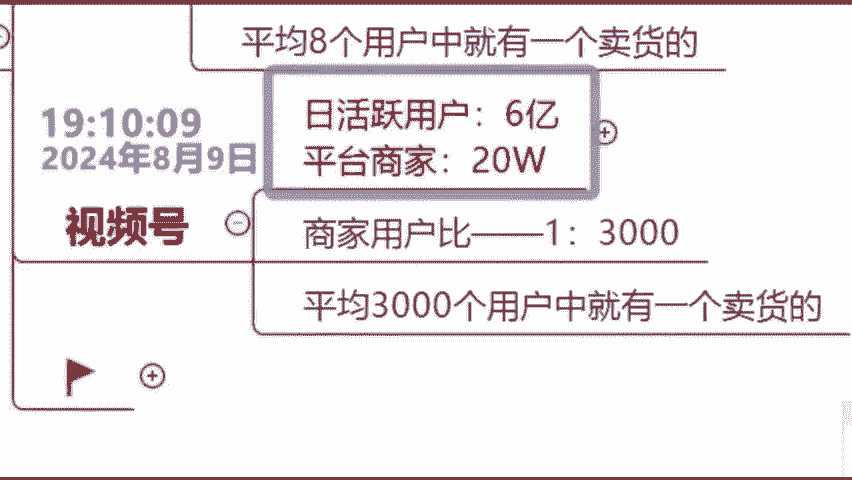 平均8个用户中就有一个卖货的
日活跃用户：6亿
19:10:09
2024年8月9日
平台商家：20W
视频号
商家用户比——1：3000
平均3000个用户中就有一个卖货的